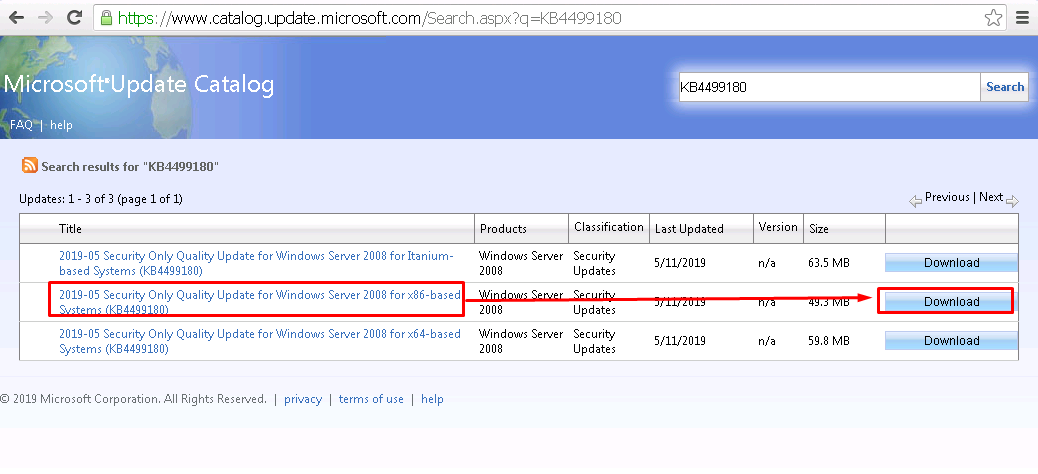 https://www.catalog.update.microsoft.com/Search.aspx?q=KB4499180
Microsoft®Update Catalog
KB4499180
Search
FAQ | help
Search results for "KB4499180"
Updates: 1 - 3 of 3 (page 1 of 1)
Previous | Next
Title Products Classification Last Updated Version Size
2019-05 Security Only Quality Update for Windows Server 2008 for Itanium-
based Systems (KB4499180)
Windows Server
2008
Security
Updates
5/11/2019
n/a
63.5 MB
Download
2019-05 Security Only Quality Update for Windows Server 2008 for x86-based
Systems (KB4499180)
Windows Server
2008
Security
Updates
5/11/2019
n/a
49.3 MB
Download
2019-05 Security Only Quality Update for Windows Server 2008 for x64-based
Systems (KB4499180)
Windows Server
2008
Security
Updates
5/11/2019
n/a
59.8 MB
Download
© 2019 Microsoft Corporation. All Rights Reserved. | privacy | terms of use | help